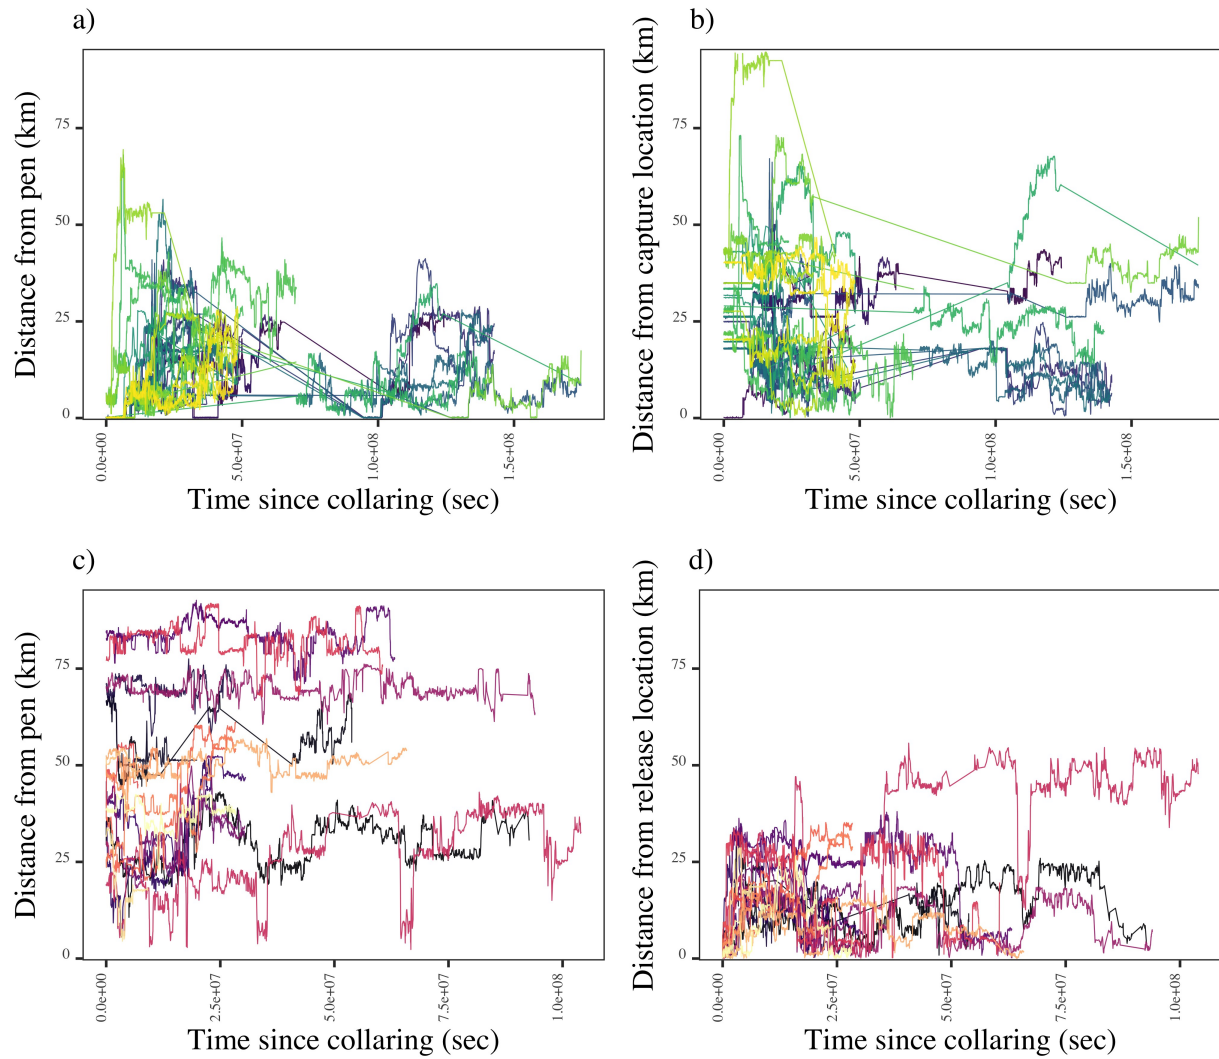 a)
Distance from pen (km)
75
50
25
0
0.0e+00
5.0e+07
1.0e+08
1.5e+08
Time since collaring (sec)
b)
Distance from capture location (km)
75
50
25
0
0.0e+00
5.0e+07
1.0e+08
1.5e+08
Time since collaring (sec)
c)
Distance from pen (km)
75
50
25
0
0.0e+00
2.5e+07
5.0e+07
7.5e+07
1.0e+08
Time since collaring (sec)
d)
Distance from release location (km)
75
50
25
0
0.0e+00
2.5e+07
5.0e+07
7.5e+07
1.0e+08
Time since collaring (sec)